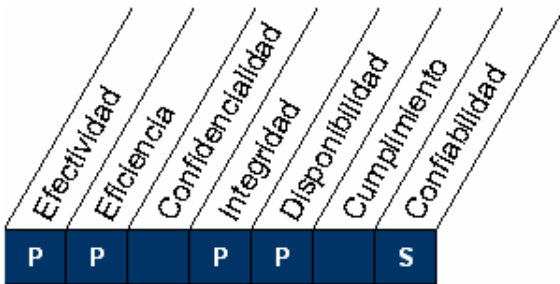 Efectividad
Eficiencia
Confidencialidad
Integridad
Disponibilidad
Cumplimiento
Confiabilidad
P P P P S